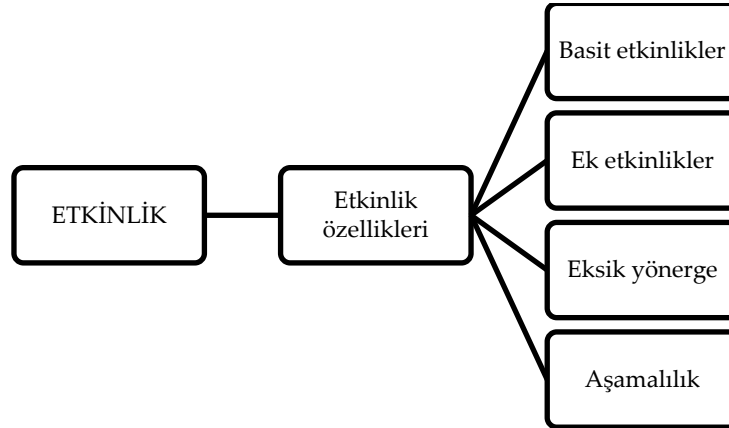 ETKİNLİK
Etkinlik
özellikleri
Basit etkinlikler
Ek etkinlikler
Eksik yönerge
Aşamalılık